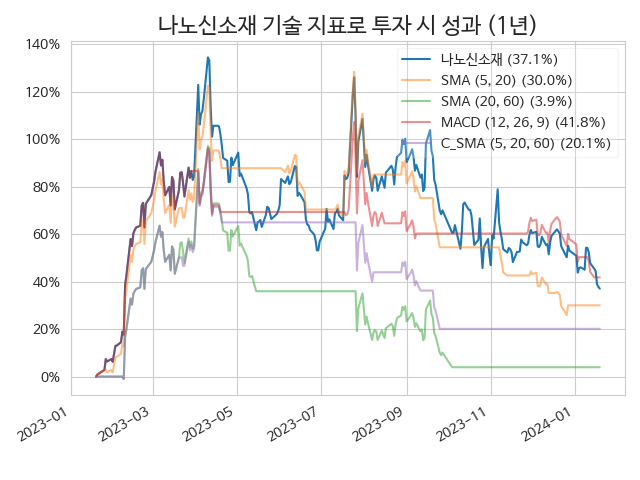 나노신소재 기술 지표로 투자 시 성과 (1년)
140%
120%
100%
80%
60%
40%
20%
0%
나노신소재 (37.1%)
SMA (5, 20) (30.0%)
SMA (20, 60) (3.9%)
MACD (12, 26, 9) (41.8%)
C_SMA (5, 20, 60) (20.1%)
2023-01
2023-03
2023-05
2023-07
2023-09
2023-11
2024-01